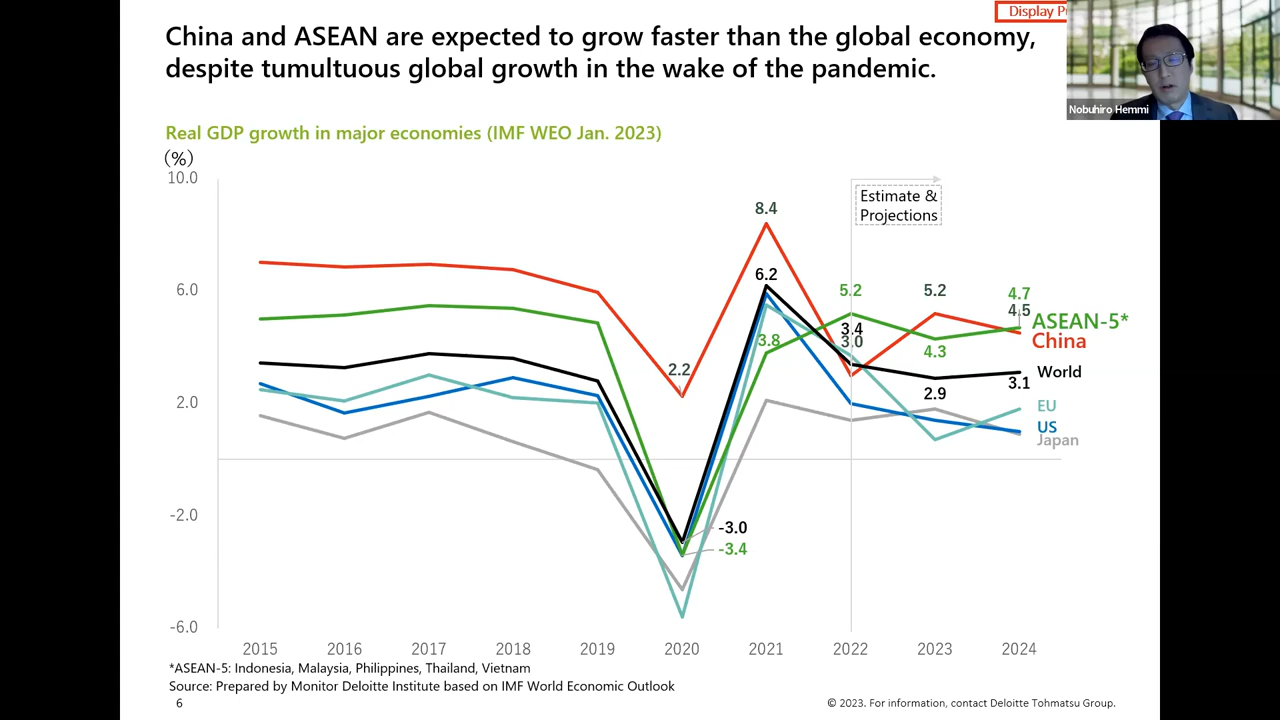 Display P
China and ASEAN are expected to grow faster than the global economy,
despite tumultuous global growth in the wake of the pandemic.
Nobuhiro Hemmi
Real GDP growth in major economies (IMF WEO Jan. 2023)
(%)
10.0
6.0
2.0
-2.0
-6.0
8.4
6.2
Estimate &
Projections
5.2
5.2
4.7
4.5
ASEAN-5*
China
3.8
3.4
3.0
4.3
2.2
World
3.1
2.9
EU
US
Japan
-3.0
-3.4
2015 2016 2017 2018 2019 2020 2021 2022 2023 2024
*ASEAN-5: Indonesia, Malaysia, Philippines, Thailand, Vietnam
Source: Prepared by Monitor Deloitte Institute based on IMF World Economic Outlook
6
© 2023. For information, contact Deloitte Tohmatsu Group.